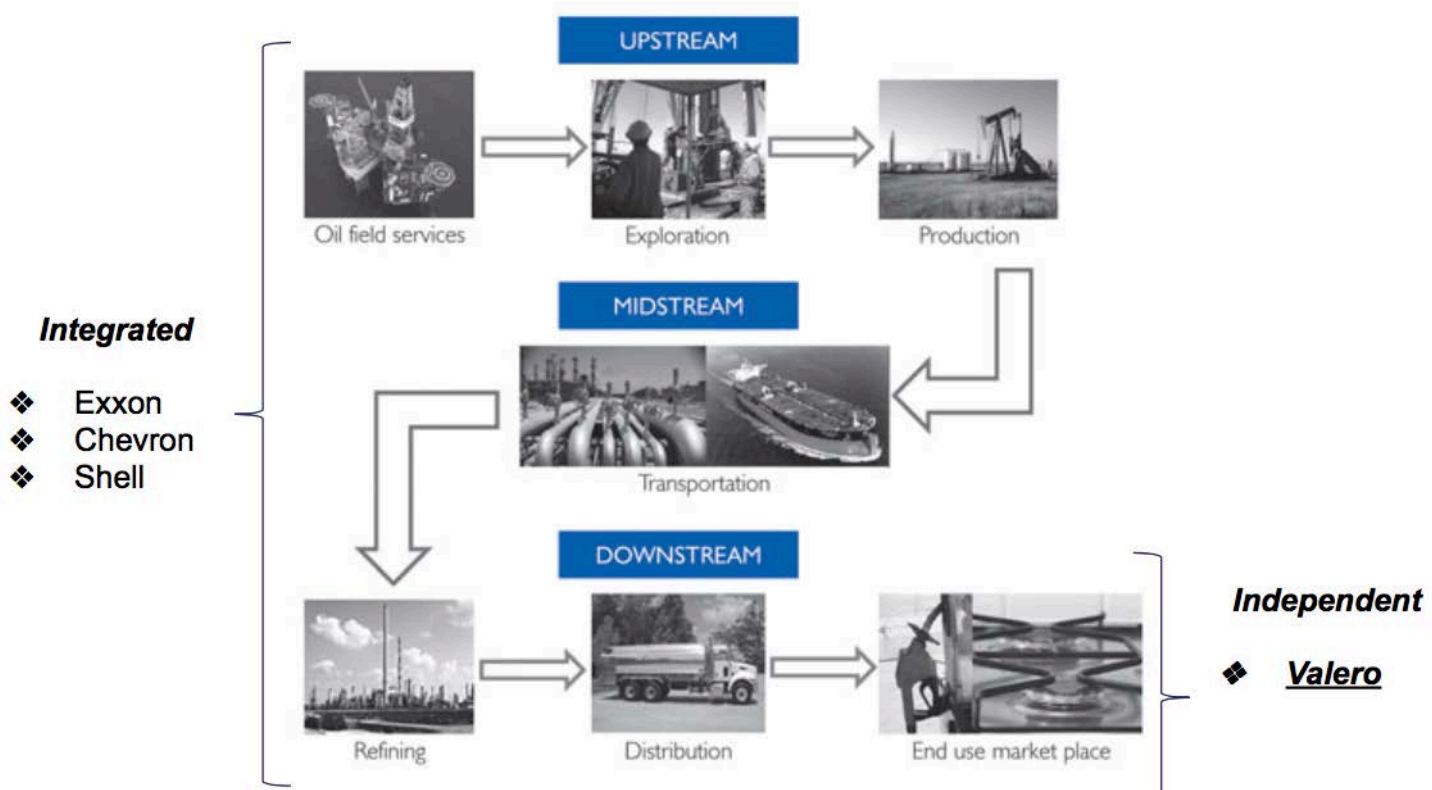 UPSTREAM
Oil field services
Exploration
Production
MIDSTREAM
Integrated
❖ Exxon
❖ Chevron
❖ Shell
Transportation
DOWNSTREAM
Independent
❖ Valero
Refining
Distribution
End use market place